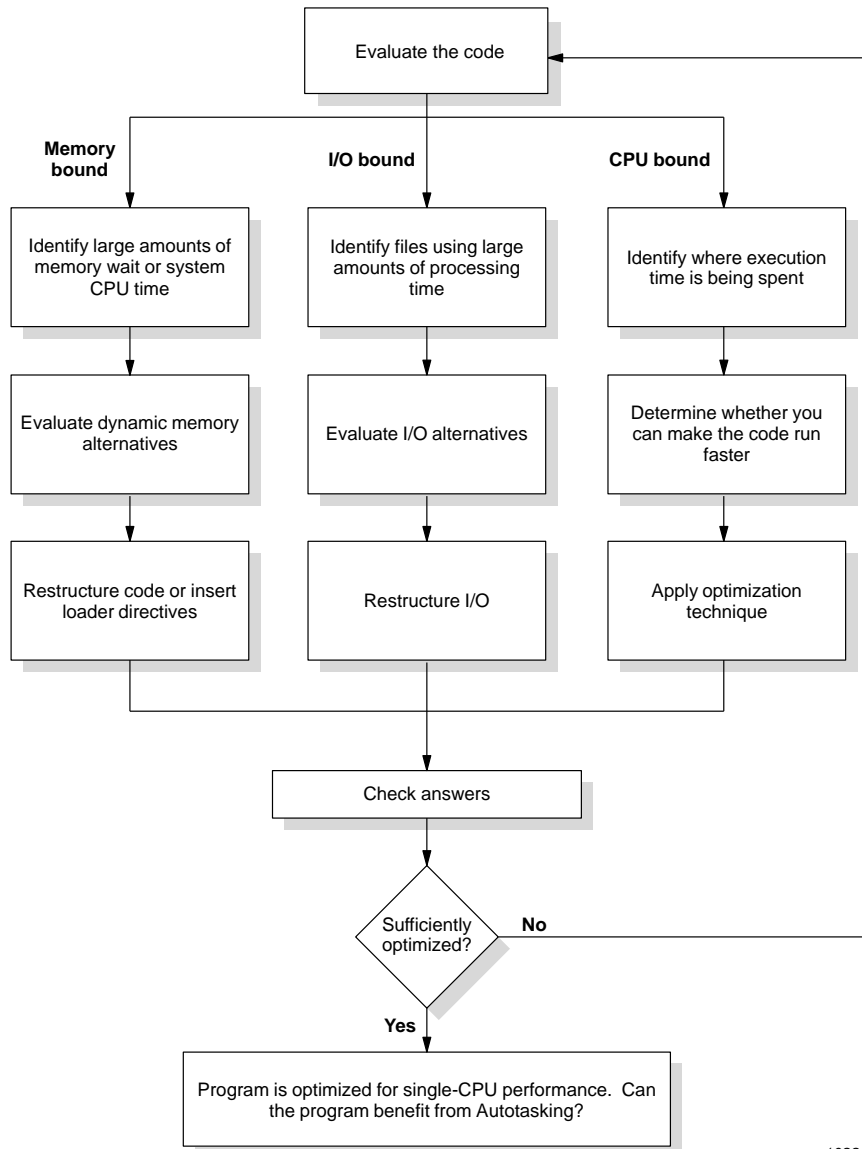 Evaluate the code
Memory
bound
I/O bound
CPU bound
Identify large amounts of
memory wait or system
CPU time
Identify files using large
amounts of processing
time
Identify where execution
time is being spent
Evaluate dynamic memory
alternatives
Evaluate I/O alternatives
Determine whether you
can make the code run
faster
Restructure code or insert
loader directives
Restructure I/O
Apply optimization
technique
Check answers
Sufficiently
optimized?
No
Yes
Program is optimized for single-CPU performance. Can
the program benefit from Autotasking?